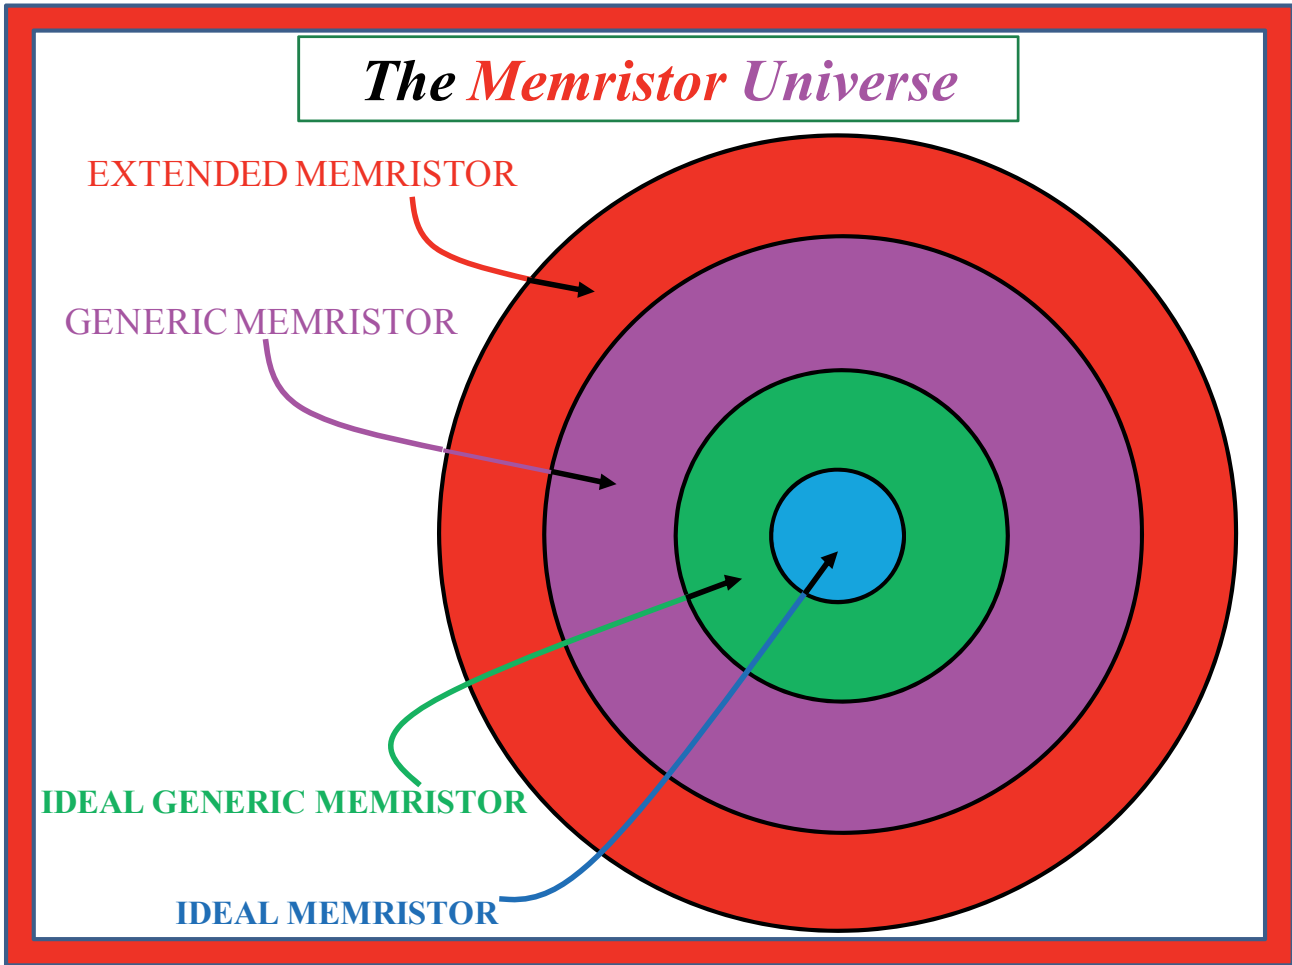 The Memristor Universe
EXTENDED MEMRISTOR
GENERIC MEMRISTOR
IDEAL GENERIC MEMRISTOR
IDEAL MEMRISTOR